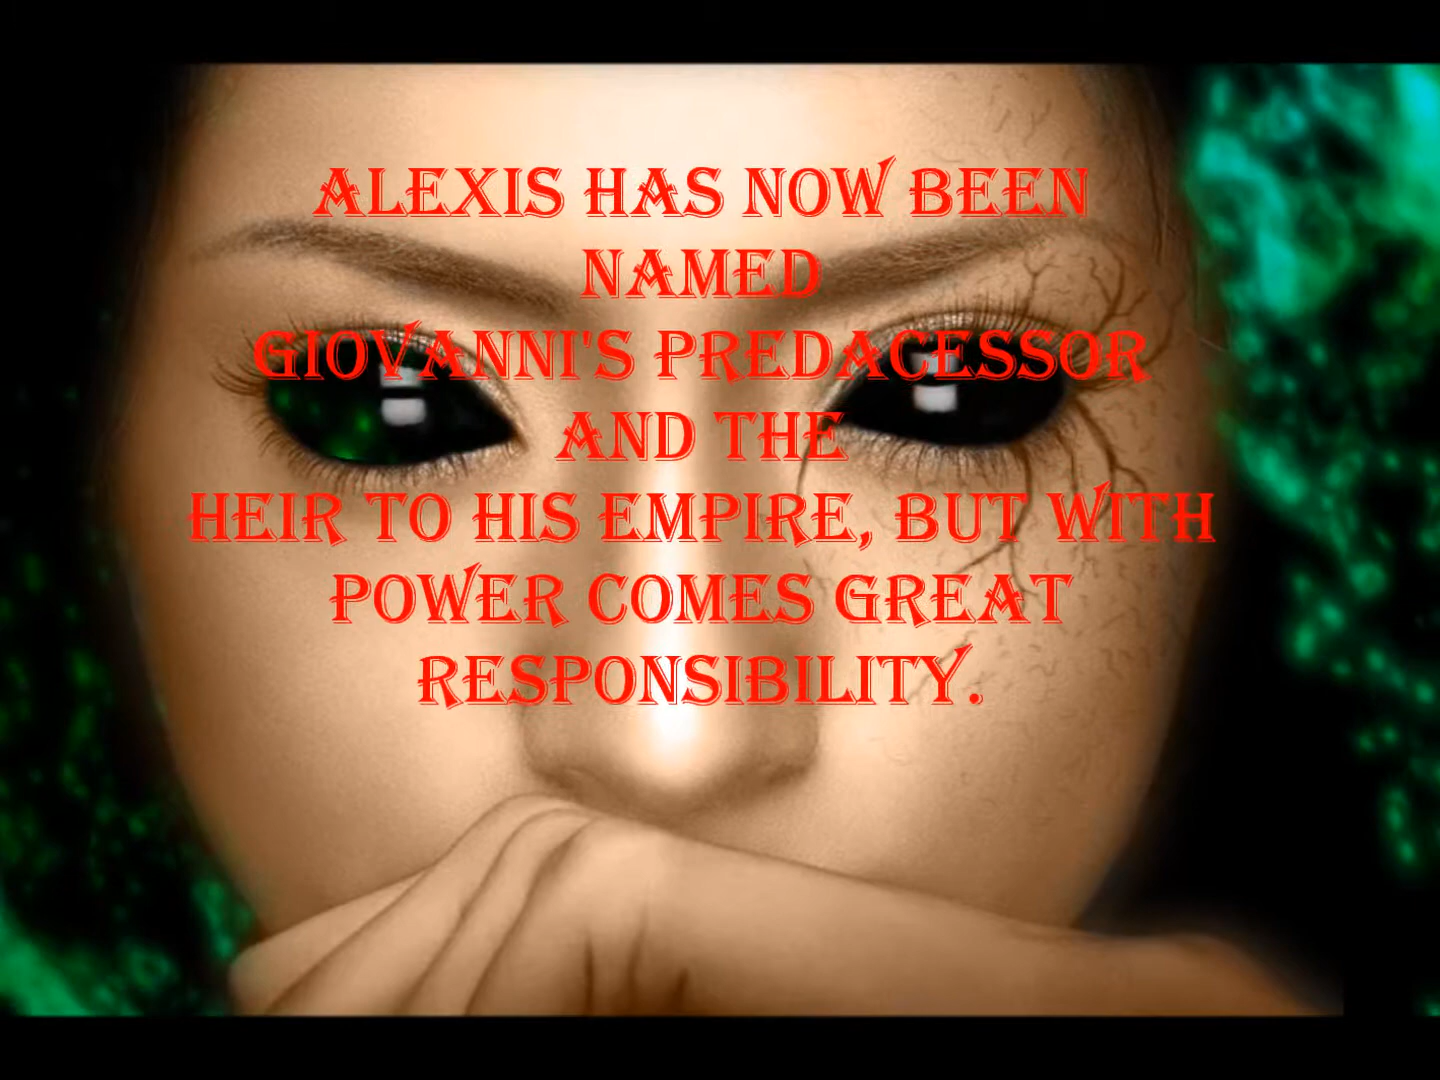 ALEXIS HAS NOW BEEN
NAMED
GIOVANNI'S PREDACESSOR
AND THE
HEIR TO HIS EMPIRE, BUT WITH
POWER COMES GREAT
RESPONSIBILITY.